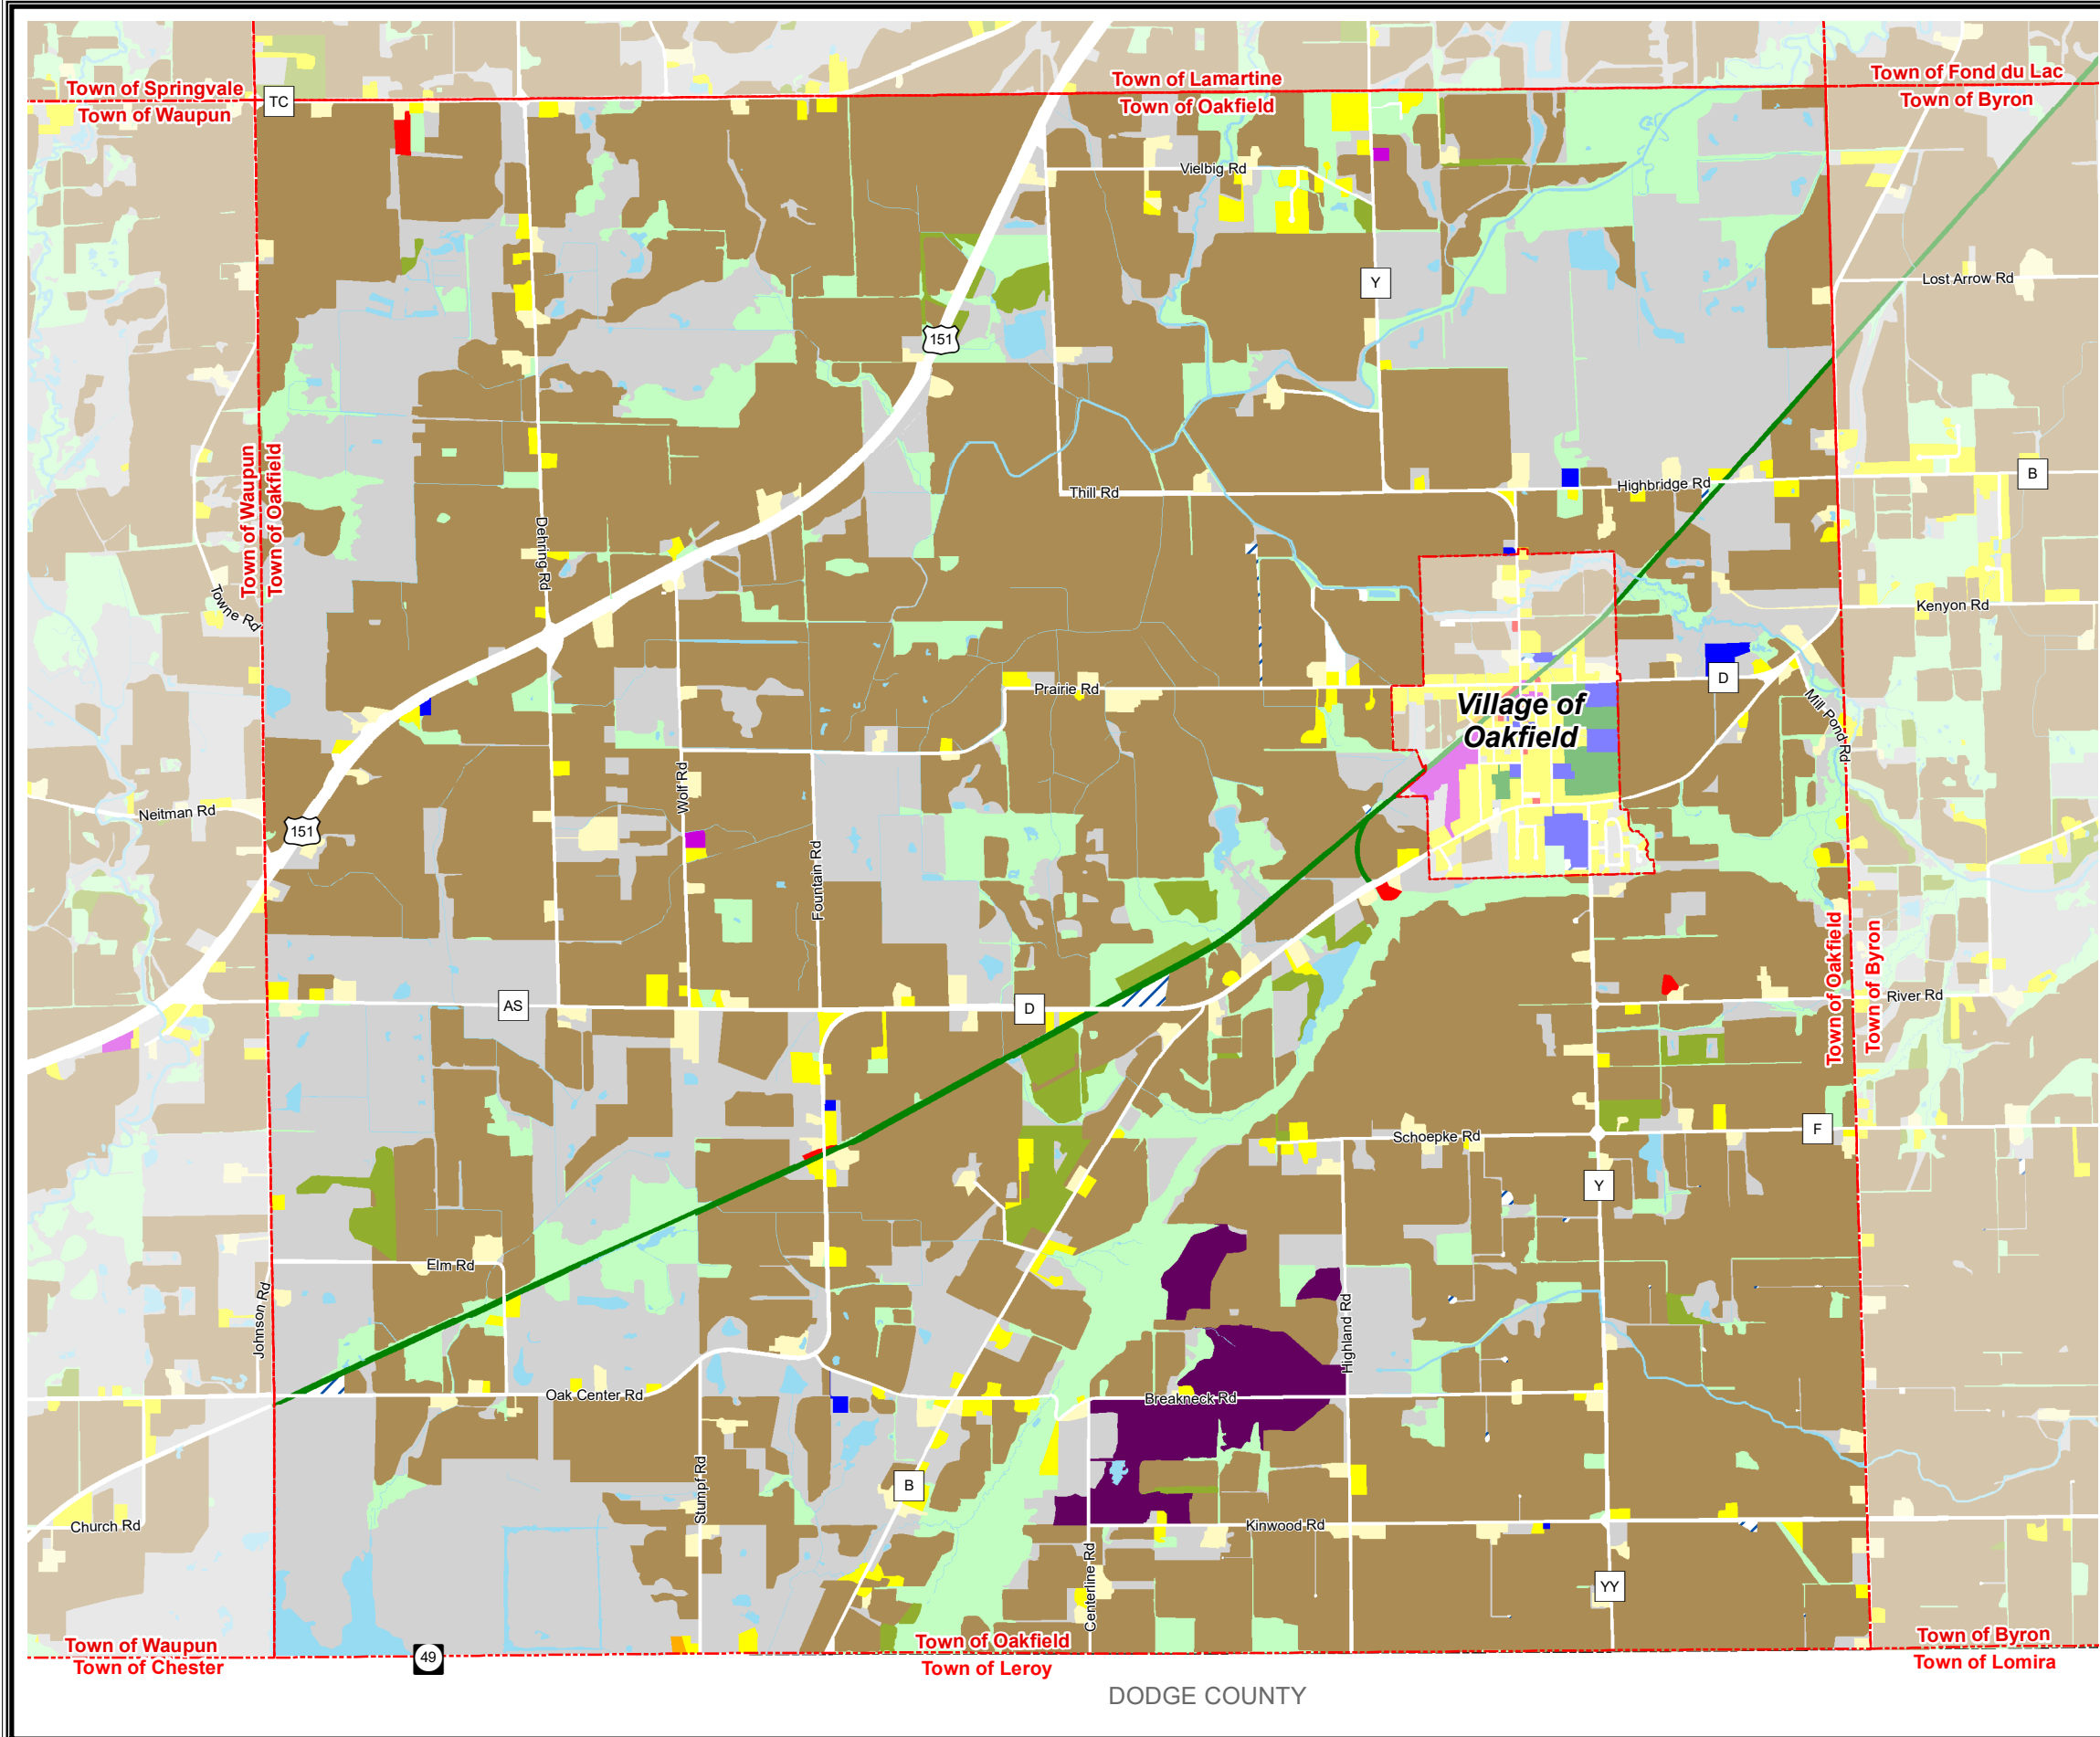 Town of Springvale
Town of Waupun
TC
Town of Lamartine
Town of Oakfield
Town of Fond du Lac
Town of Byron
Vielbig Rd
Y
Lost Arrow Rd
151
Town of Waupun
Town of Oakfield
Dehring Rd
Thill Rd
Highbridge Rd
B
Towne Rd
Kenyon Rd
Prairie Rd
D
Village of
Oakfield
Mill Pond Rd
Neitman Rd
151
Wolf Rd
Fountain Rd
Town of Oakfield
Town of Byron
River Rd
AS
D
Schoepke Rd
F
Y
Elm Rd
Johnson Rd
Highland Rd
Oak Center Rd
Breakneck Rd
Stumpf Rd
B
Church Rd
Kinwood Rd
Centerline Rd
YY
Town of Waupun
Town of Chester
49
Town of Oakfield
Town of Leroy
Town of Byron
Town of Lomira
DODGE COUNTY